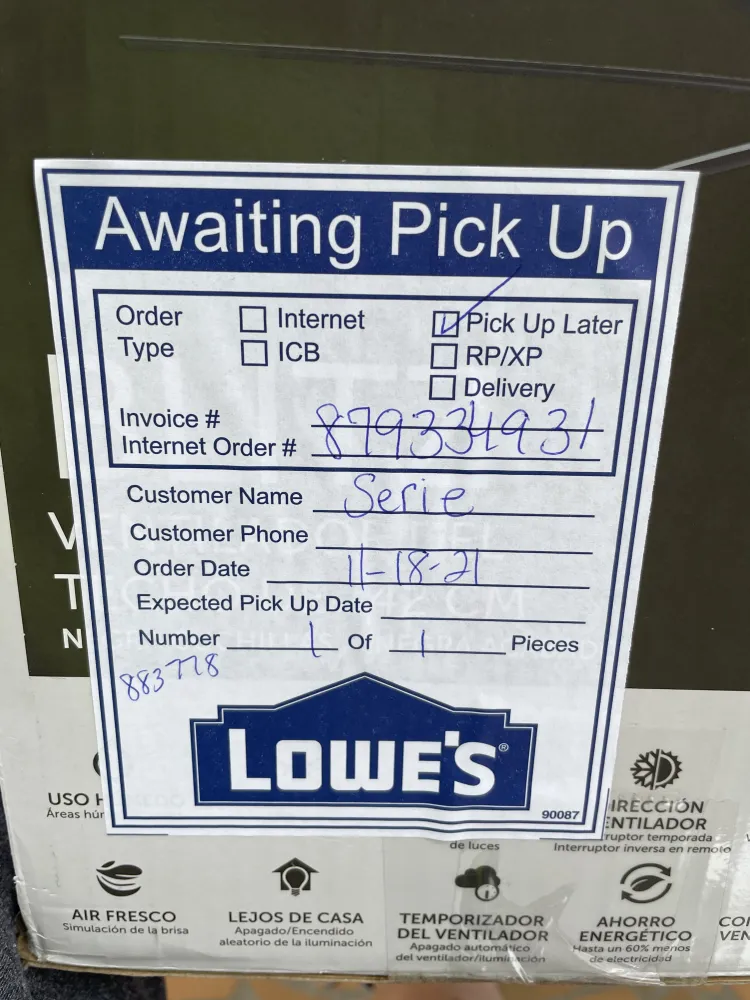 Awaiting Pick Up
Order Type
Internet
Pick Up Later
ICB
RP/XP
Delivery
Invoice #
Internet Order # 879334931
Customer Name Serie
Customer Phone
Order Date 11-18-21
Expected Pick Up Date
Number 1 Of 1 Pieces
883778
LOWE'S®
90087
USO H
Áreas húm
DIRECCIÓN
VENTILADOR
Interruptor inversa en remoto
de luces
AIR FRESCO
Simulación de la brisa
LEJOS DE CASA
Apagado/Encendido
aleatorio de la iluminación
TEMPORIZADOR
DEL VENTILADOR
Apagado automático
del ventilador/iluminación
AHORRO
ENERGÉTICO
Hasta un 60% menos
de electricidad